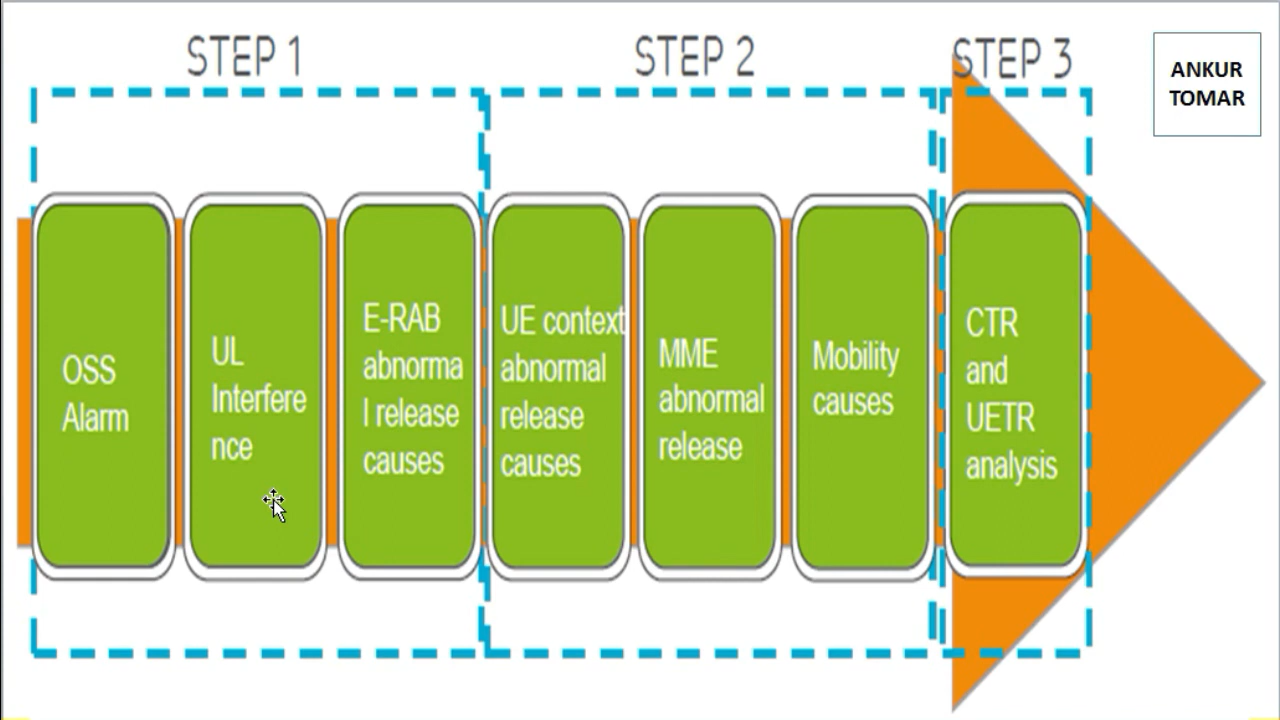 STEP 1
STEP 2
STEP 3
ANKUR
TOMAR
OSS
Alarm
UL
Interfere
nce
E-RAB
abnorma
l release
causes
UE context
abnormal
release
causes
MME
abnormal
release
Mobility
causes
CTR
and
UETR
analysis